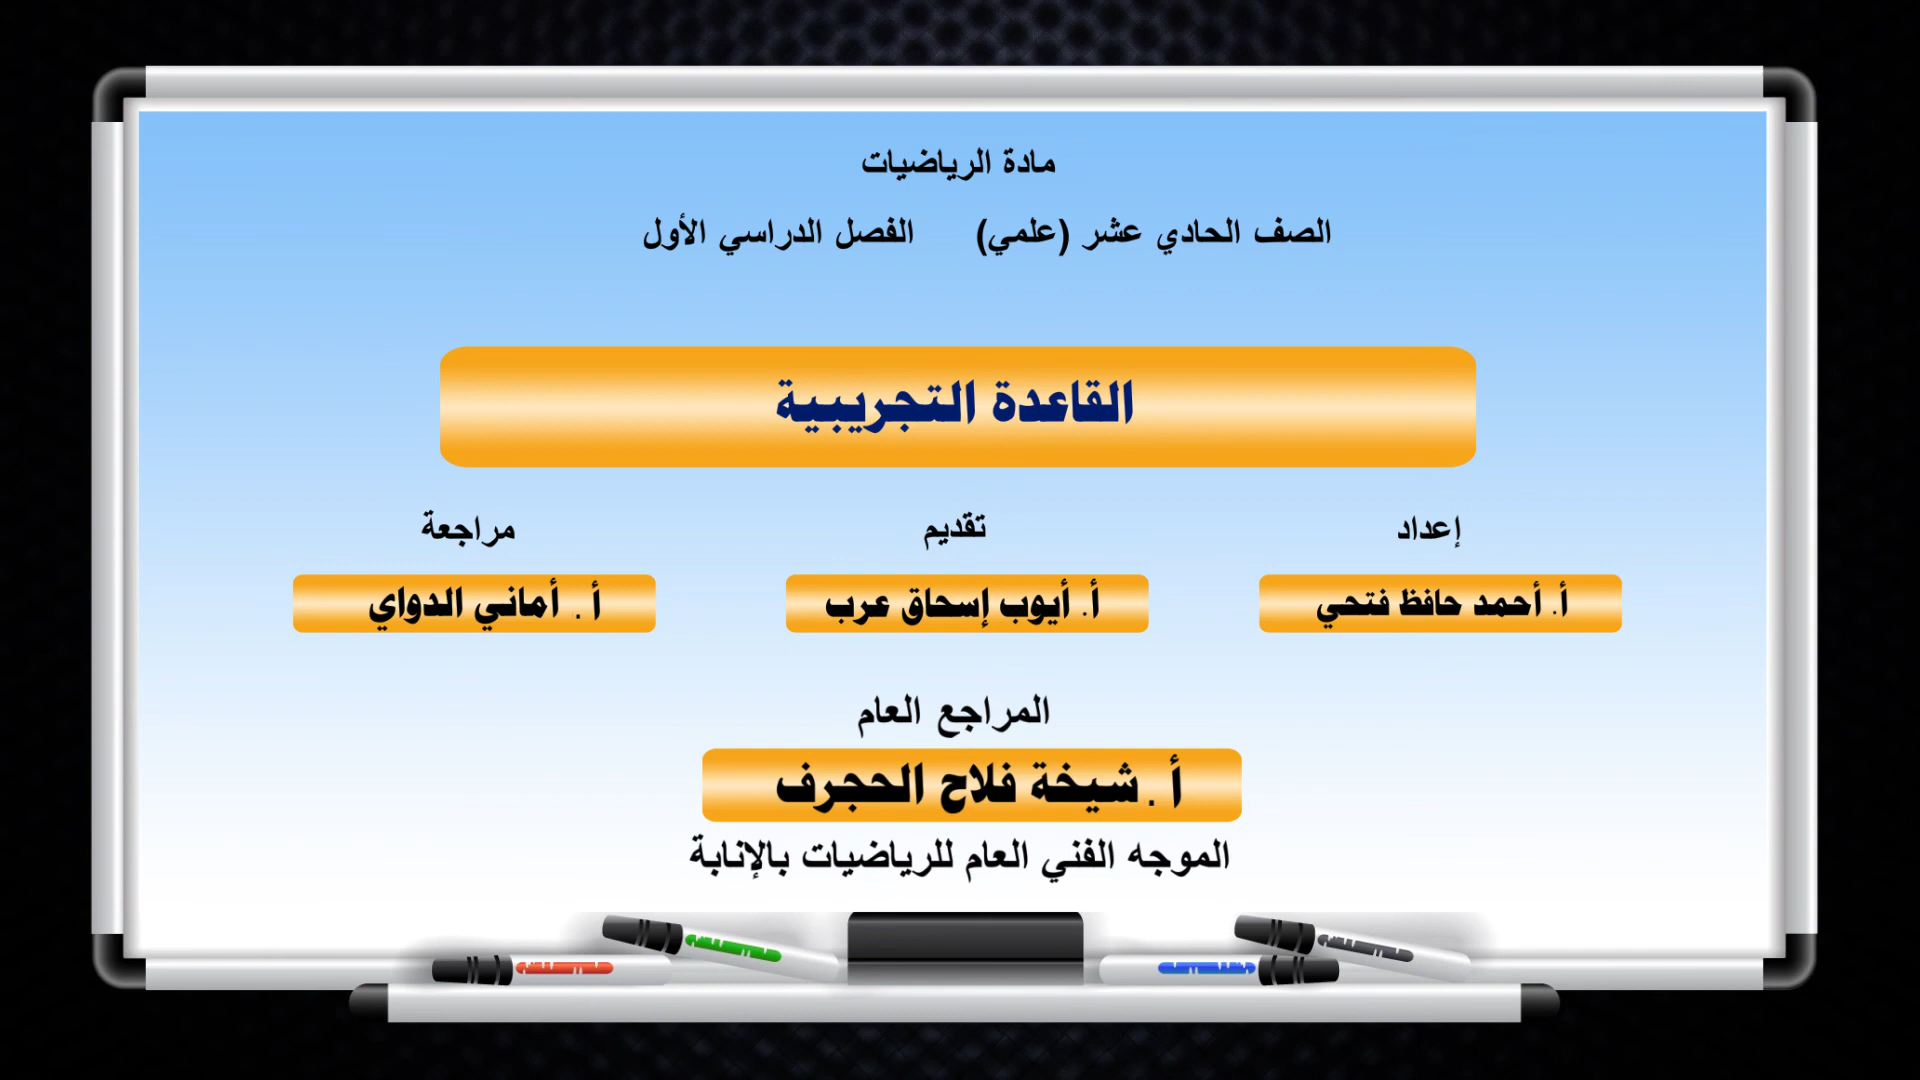 مادة الرياضيات
الصف الحادي عشر (علمي) الفصل الدراسي الأول
القاعدة التجريبية
إعداد تقديم مراجعة
أ. أحمد حافظ فتحي أ. أيوب إسحاق عرب أ . أماني الدواي
المراجع العام
أ . شيخة فلاح الحجرف
الموجه الفني العام للرياضيات بالإنابة